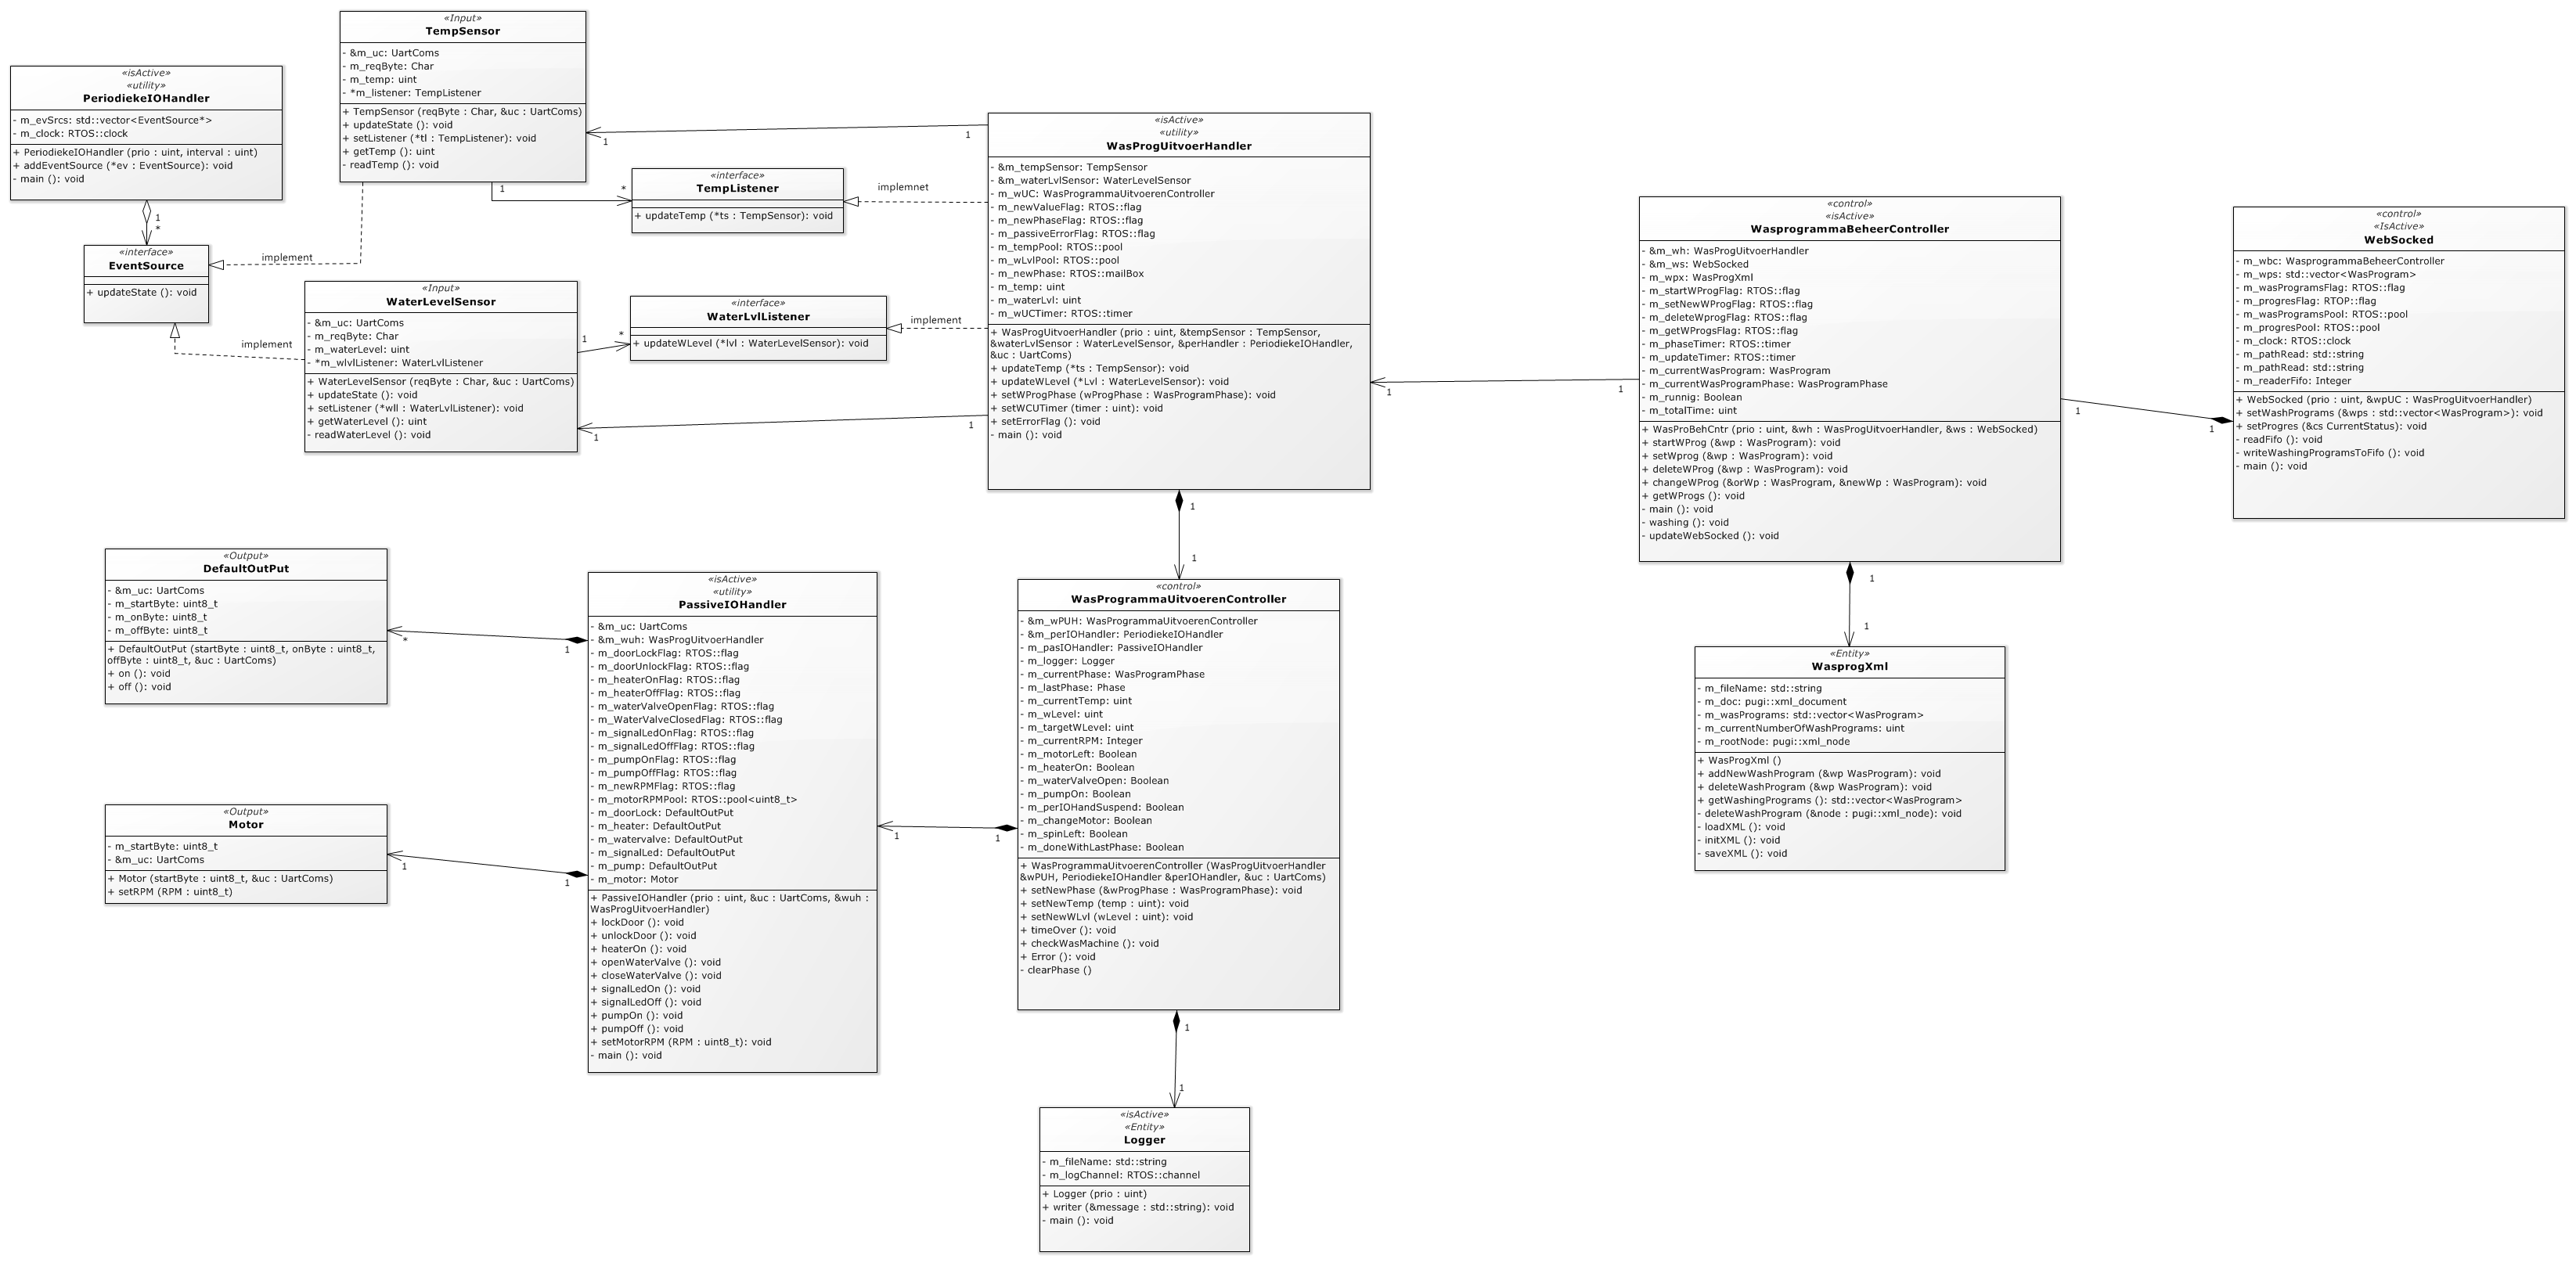 «isActive»
«utility»
PeriodiekeIOHandler
- m_evSrcs: std::vector<EventSource*>
- m_clock: RTOS::clock
+ PeriodiekeIOHandler (prio : uint, interval : uint)
+ addEventSource (*ev : EventSource): void
- main (): void
1
*
«interface»
EventSource
+ updateState (): void
«Input»
TempSensor
- &m_uc: UartComs
- m_reqByte: Char
- m_temp: uint
- *m_listener: TempListener
+ TempSensor (reqByte : Char, &uc : UartComs)
+ updateState (): void
+ setListener (*tl : TempListener): void
+ getTemp (): uint
- readTemp (): void
1
1
1
*
implement
«interface»
TempListener
+ updateTemp (*ts : TempSensor): void
implemnet
«Input»
WaterLevelSensor
- &m_uc: UartComs
- m_reqByte: Char
- m_waterLevel: uint
- *m_wlvlListener: WaterLvlListener
+ WaterLevelSensor (reqByte : Char, &uc : UartComs)
+ updateState (): void
+ setListener (*wll : WaterLvlListener): void
+ getWaterLevel (): uint
- readWaterLevel (): void
implement
1
*
1
1
«interface»
WaterLvlListener
+ updateWLevel (*lvl : WaterLevelSensor): void
implement
«isActive»
«utility»
WasProgUitvoerHandler
- &m_tempSensor: TempSensor
- &m_waterLvlSensor: WaterLevelSensor
- m_wUC: WasProgrammaUitvoerenController
- m_newValueFlag: RTOS::flag
- m_newPhaseFlag: RTOS::flag
- m_passiveErrorFlag: RTOS::flag
- m_tempPool: RTOS::pool
- m_wLvlPool: RTOS::pool
- m_newPhase: RTOS::mailBox
- m_temp: uint
- m_waterLvl: uint
- m_wUCTimer: RTOS::timer
+ WasProgUitvoerHandler (prio : uint, &tempSensor : TempSensor,
&waterLvlSensor : WaterLevelSensor, &perHandler : PeriodiekeIOHandler,
&uc : UartComs)
+ updateTemp (*ts : TempSensor): void
+ updateWLevel (*Lvl : WaterLevelSensor): void
+ setWProgPhase (wProgPhase : WasProgramPhase): void
+ setWCUTimer (timer : uint): void
+ setErrorFlag (): void
- main (): void
1
1
1
1
«control»
«isActive»
WasprogrammaBeheerController
- &m_wh: WasProgUitvoerHandler
- &m_ws: WebSocked
- m_wpx: WasProgXml
- m_startWProgFlag: RTOS::flag
- m_setNewWProgFlag: RTOS::flag
- m_deleteWprogFlag: RTOS::flag
- m_getWProgsFlag: RTOS::flag
- m_phaseTimer: RTOS::timer
- m_updateTimer: RTOS::timer
- m_currentWasProgram: WasProgram
- m_currentWasProgramPhase: WasProgramPhase
- m_runnig: Boolean
- m_totalTime: uint
+ WasProBehCntr (prio : uint, &wh : WasProgUitvoerHandler, &ws : WebSocked)
+ startWProg (&wp : WasProgram): void
+ setWprog (&wp : WasProgram): void
+ deleteWProg (&wp : WasProgram): void
+ changeWProg (&orWp : WasProgram, &newWp : WasProgram): void
+ getWProgs (): void
- main (): void
- washing (): void
- updateWebSocked (): void
1
1
1
1
«control»
«IsActive»
WebSocked
- m_wbc: WasprogrammaBeheerController
- m_wps: std::vector<WasProgram>
- m_wasProgramsFlag: RTOS::flag
- m_progresFlag: RTOP::flag
- m_wasProgramsPool: RTOS::pool
- m_progresPool: RTOS::pool
- m_clock: RTOS::clock
- m_pathRead: std::string
- m_pathRead: std::string
- m_readerFifo: Integer
+ WebSocked (prio : uint, &wpUC : WasProgUitvoerHandler)
+ setWashPrograms (&wps : std::vector<WasProgram>): void
+ setProgres (&cs CurrentStatus): void
- readFifo (): void
- writeWashingProgramsToFifo (): void
- main (): void
«Output»
DefaultOutPut
- &m_uc: UartComs
- m_startByte: uint8_t
- m_onByte: uint8_t
- m_offByte: uint8_t
+ DefaultOutPut (startByte : uint8_t, onByte : uint8_t,
offByte : uint8_t, &uc : UartComs)
+ on (): void
+ off (): void
*
1
«Output»
Motor
- m_startByte: uint8_t
- &m_uc: UartComs
+ Motor (startByte : uint8_t, &uc : UartComs)
+ setRPM (RPM : uint8_t)
1
1
«isActive»
«utility»
PassiveIOHandler
- &m_uc: UartComs
- &m_wuh: WasProgUitvoerHandler
- m_doorLockFlag: RTOS::flag
- m_doorUnlockFlag: RTOS::flag
- m_heaterOnFlag: RTOS::flag
- m_heaterOffFlag: RTOS::flag
- m_waterValveOpenFlag: RTOS::flag
- m_WaterValveClosedFlag: RTOS::flag
- m_signalLedOnFlag: RTOS::flag
- m_signalLedOffFlag: RTOS::flag
- m_pumpOnFlag: RTOS::flag
- m_pumpOffFlag: RTOS::flag
- m_newRPMFlag: RTOS::flag
- m_motorRPMPool: RTOS::pool<uint8_t>
- m_doorLock: DefaultOutPut
- m_heater: DefaultOutPut
- m_watervalve: DefaultOutPut
- m_signalLed: DefaultOutPut
- m_pump: DefaultOutPut
- m_motor: Motor
+ PassiveIOHandler (prio : uint, &uc : UartComs, &wuh :
WasProgUitvoerHandler)
+ lockDoor (): void
+ unlockDoor (): void
+ heaterOn (): void
+ openWaterValve (): void
+ closeWaterValve (): void
+ signalLedOn (): void
+ signalLedOff (): void
+ pumpOn (): void
+ pumpOff (): void
+ setMotorRPM (RPM : uint8_t): void
- main (): void
1
1
1
«control»
WasProgrammaUitvoerenController
- &m_wPUH: WasProgrammaUitvoerenController
- &m_perIOHandler: PeriodiekeIOHandler
- m_pasIOHandler: PassiveIOHandler
- m_logger: Logger
- m_currentPhase: WasProgramPhase
- m_lastPhase: Phase
- m_currentTemp: uint
- m_wLevel: uint
- m_targetWLevel: uint
- m_currentRPM: Integer
- m_motorLeft: Boolean
- m_heaterOn: Boolean
- m_waterValveOpen: Boolean
- m_pumpOn: Boolean
- m_perIOHandSuspend: Boolean
- m_changeMotor: Boolean
- m_spinLeft: Boolean
- m_doneWithLastPhase: Boolean
+ WasProgrammaUitvoerenController (WasProgUitvoerHandler
&wPUH, PeriodiekeIOHandler &perIOHandler, &uc : UartComs)
+ setNewPhase (&wProgPhase : WasProgramPhase): void
+ setNewTemp (temp : uint): void
+ setNewWLvl (wLevel : uint): void
+ timeOver (): void
+ checkWasMachine (): void
+ Error (): void
- clearPhase ()
1
1
«isActive»
«Entity»
Logger
- m_fileName: std::string
- m_logChannel: RTOS::channel
+ Logger (prio : uint)
+ writer (&message : std::string): void
- main (): void
1
«Entity»
WasprogXml
- m_fileName: std::string
- m_doc: pugi::xml_document
- m_wasPrograms: std::vector<WasProgram>
- m_currentNumberOfWashPrograms: uint
- m_rootNode: pugi::xml_node
+ WasProgXml ()
+ addNewWashProgram (&wp WasProgram): void
+ deleteWashProgram (&wp WasProgram): void
+ getWashingPrograms (): std::vector<WasProgram>
- deleteWashProgram (&node : pugi::xml_node): void
- loadXML (): void
- initXML (): void
- saveXML (): void